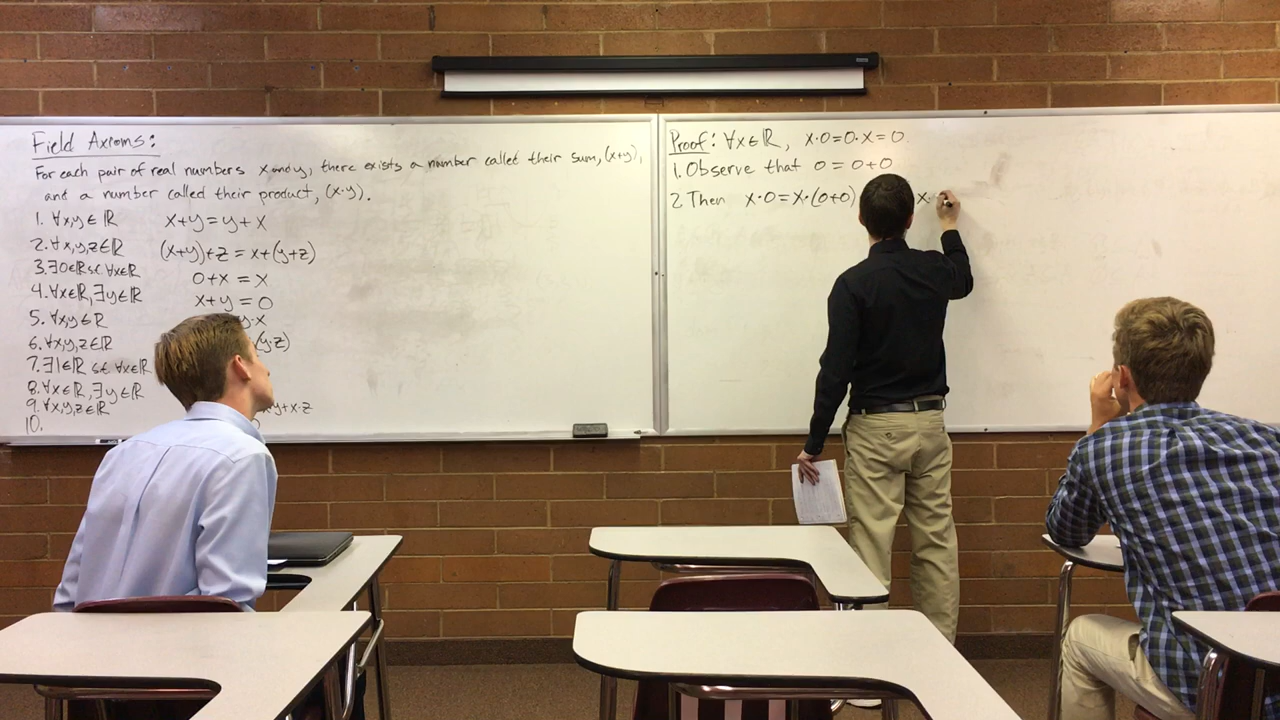 Field Axioms:
For each pair of real numbers x and y, there exists a number called their sum, (x+y),
and a number called their product, (x·y).
1. ∀x,y∈ℝ x+y=y+x
2. ∀x,y,z∈ℝ (x+y)+z=x+(y+z)
3. ∃0∈ℝ s.t. ∀x∈ℝ 0+x=x
4. ∀x∈ℝ, ∃y∈ℝ x+y=0
5. ∀x,y∈ℝ y·x
6. ∀x,y,z∈ℝ (y·z)
7. ∃1∈ℝ s.t. ∀x∈ℝ
8. ∀x∈ℝ, ∃y∈ℝ
9. ∀x,y,z∈ℝ y+x·z
10.
Proof: ∀x∈ℝ, x·0=0·x=0
1. Observe that 0=0+0
2. Then x·0=x·(0+0) x·